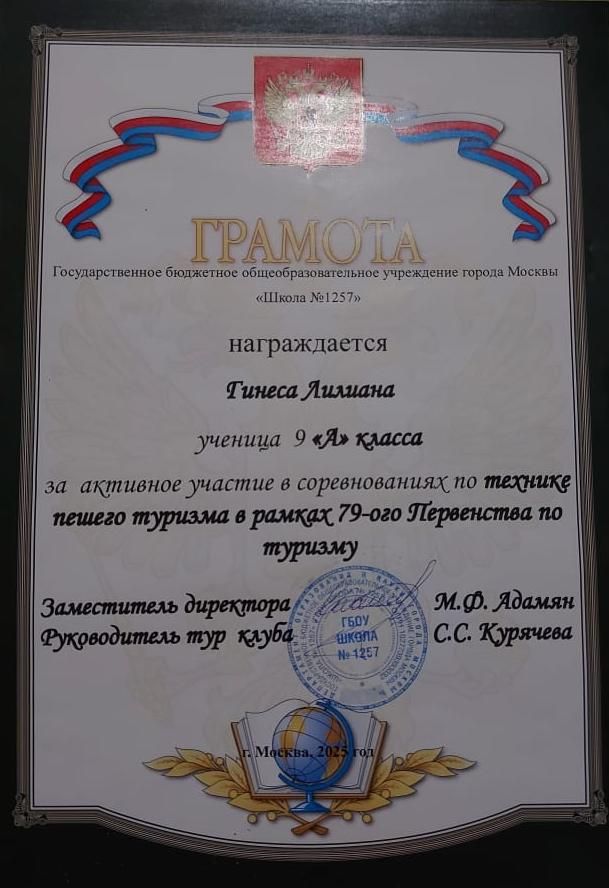 ГРАМОТА
Государственное бюджетное общеобразовательное учреждение города Москвы
«Школа №1257»
награждается
Гинеса Лилиана
ученица 9 «А» класса
за активное участие в соревнованиях по технике
пешего туризма в рамках 79-ого Первенства по
туризму
Заместитель директора М.Ф. Адамян
Руководитель тур клуба С.С. Курячева
ГБОУ
ШКОЛА
№ 1257
г. Москва, 2025 год